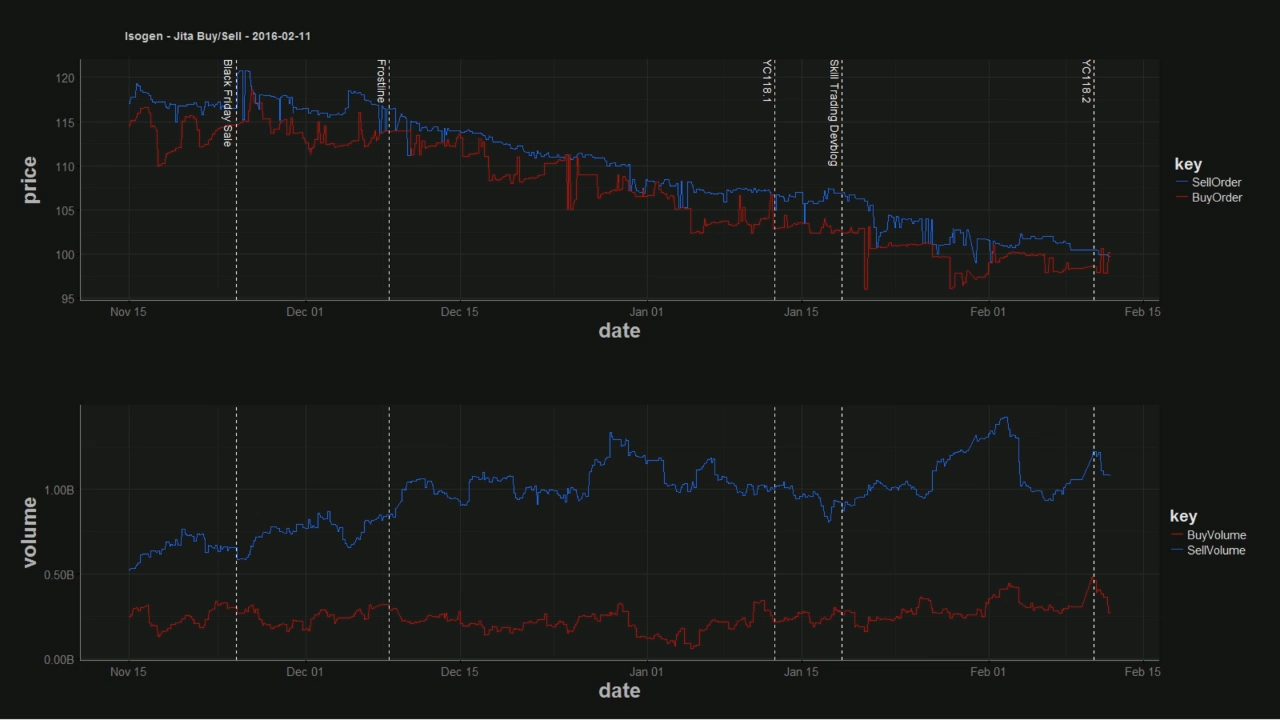 Isogen - Jita Buy/Sell - 2016-02-11
120
115
110
105
100
95
price
Black Friday Sale
Frostline
YC118.1
Skill Trading Devblog
YC118.2
Nov 15
Dec 01
Dec 15
Jan 01
Jan 15
Feb 01
Feb 15
date
key
SellOrder
BuyOrder
1.00B
0.50B
0.00B
volume
Nov 15
Dec 01
Dec 15
Jan 01
Jan 15
Feb 01
Feb 15
date
key
BuyVolume
SellVolume